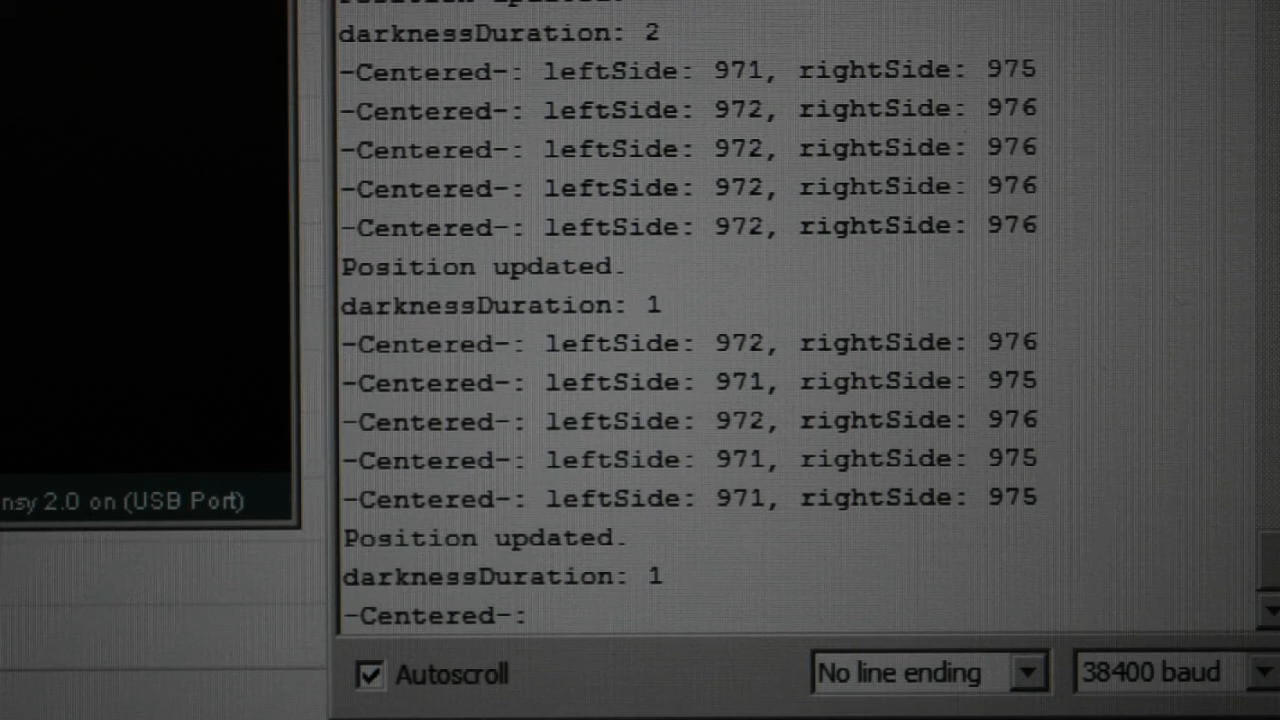 darknessDuration: 2
-Centered-: leftSide: 971, rightSide: 975
-Centered-: leftSide: 972, rightSide: 976
-Centered-: leftSide: 972, rightSide: 976
-Centered-: leftSide: 972, rightSide: 976
-Centered-: leftSide: 972, rightSide: 976
Position updated.
darknessDuration: 1
-Centered-: leftSide: 972, rightSide: 976
-Centered-: leftSide: 971, rightSide: 975
-Centered-: leftSide: 972, rightSide: 976
-Centered-: leftSide: 971, rightSide: 975
-Centered-: leftSide: 971, rightSide: 975
Position updated.
darknessDuration: 1
-Centered-:
nsy 2.0 on (USB Port)
Autoscroll
No line ending
38400 baud